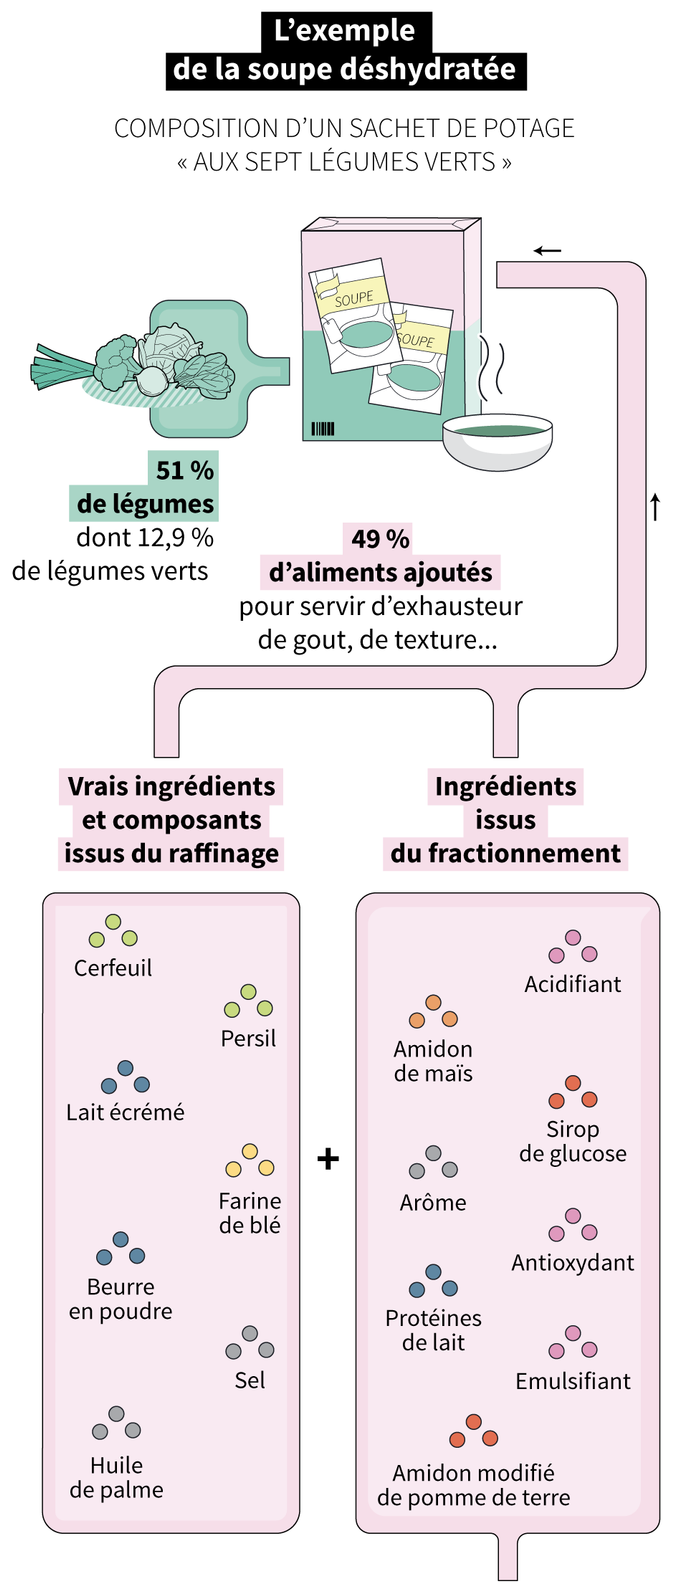 L’exemple
de la soupe déshydratée
COMPOSITION D’UN SACHET DE POTAGE
« AUX SEPT LÉGUMES VERTS »
SOUPE
SOUPE
51 %
de légumes
dont 12,9 %
de légumes verts
49 %
d’aliments ajoutés
pour servir d’exhausteur
de gout, de texture...
Vrais ingrédients
et composants
issus du raffinage
Cerfeuil
Persil
Lait écrémé
Farine
de blé
Beurre
en poudre
Sel
Huile
de palme
+
Ingrédients
issus
du fractionnement
Acidifiant
Amidon
de maïs
Sirop
de glucose
Arôme
Antioxydant
Protéines
de lait
Emulsifiant
Amidon modifié
de pomme de terre